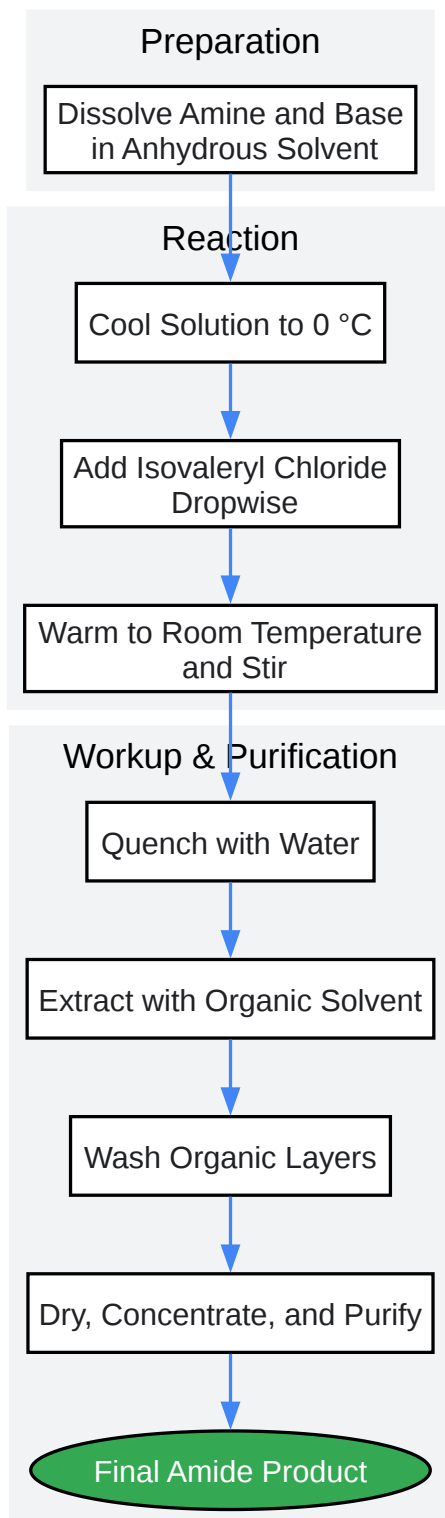 Preparation
Dissolve Amine and Base
in Anhydrous Solvent
Reaction
Cool Solution to 0 °C
Add Isovaleryl Chloride
Dropwise
Warm to Room Temperature
and Stir
Workup & Purification
Quench with Water
Extract with Organic Solvent
Wash Organic Layers
Dry, Concentrate, and Purify
Final Amide Product